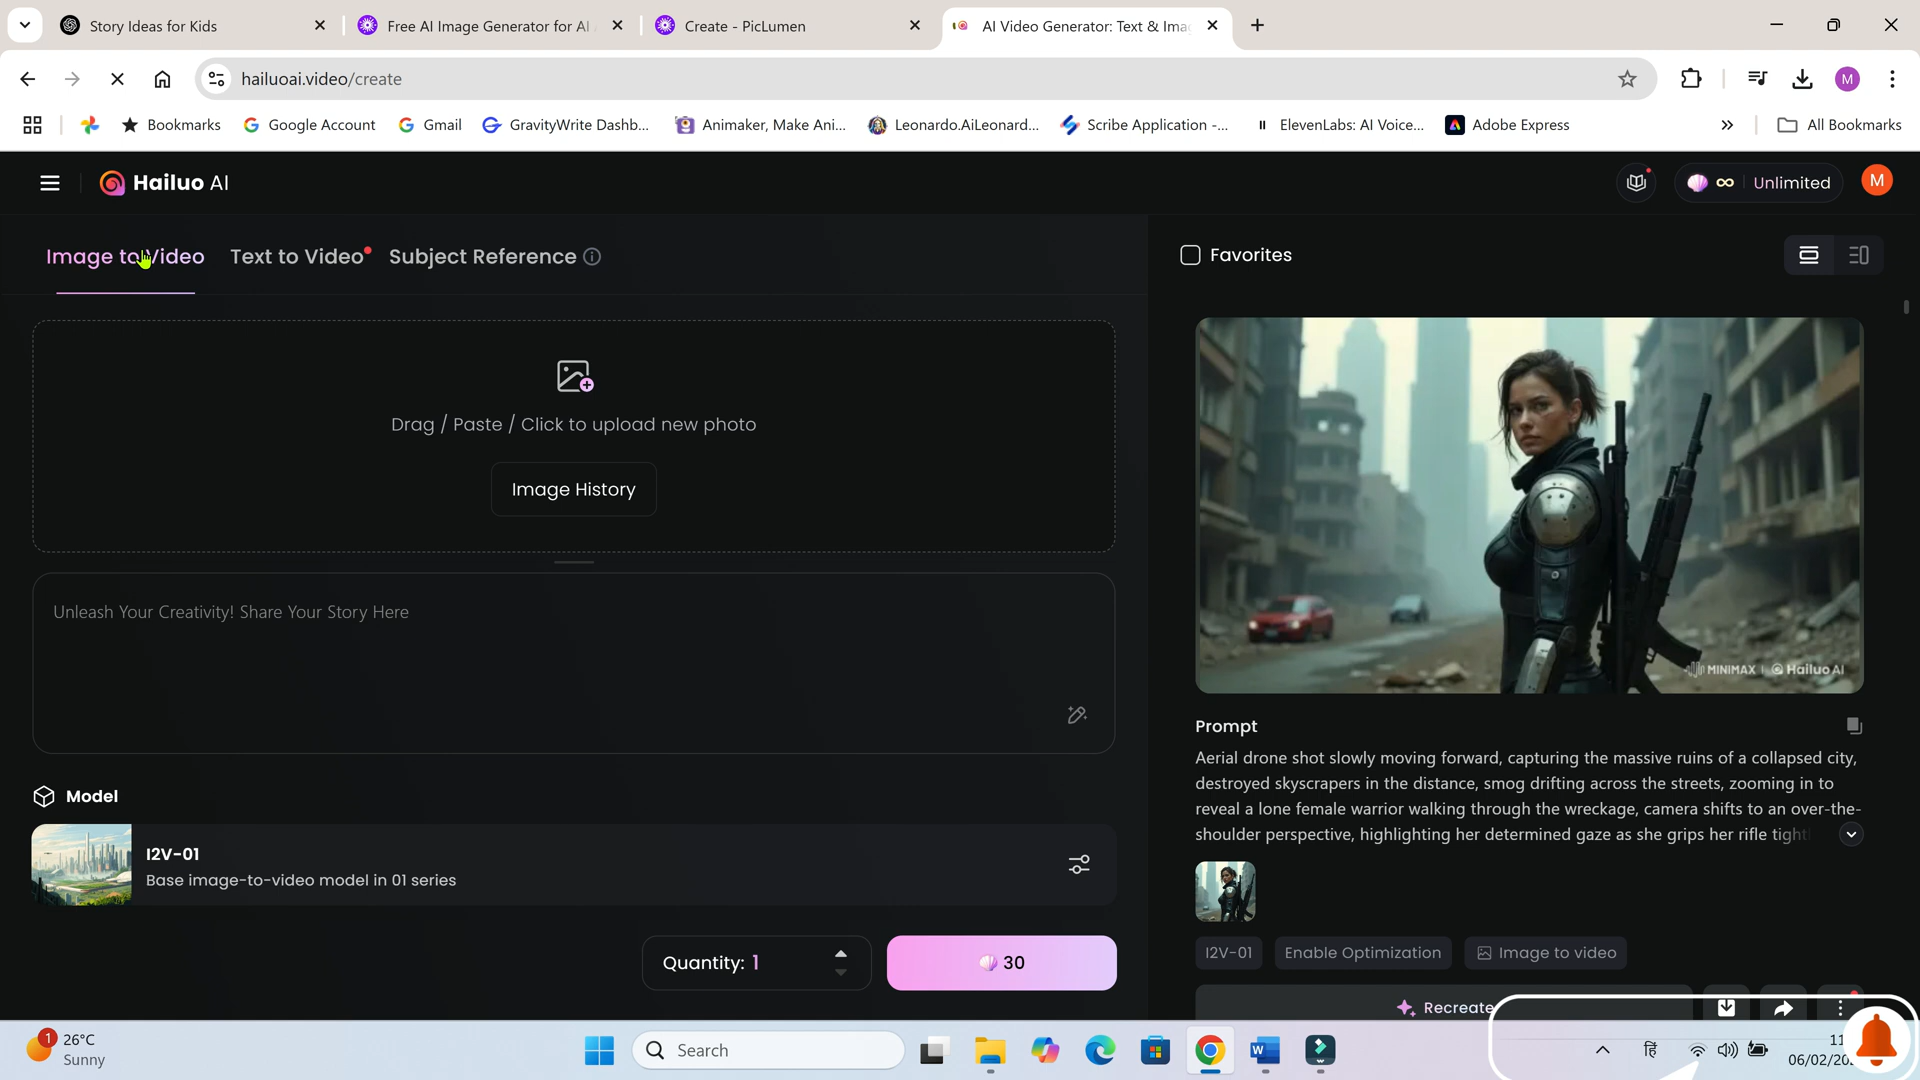 Story Ideas for Kids
Free AI Image Generator for AI
Create - PicLumen
AI Video Generator: Text & Ima
hailuoai.video/create
M
Bookmarks
Google Account
Gmail
GravityWrite Dashb...
Animaker, Make Ani...
Leonardo.AiLeonard...
Scribe Application -...
ElevenLabs: AI Voice...
Adobe Express
All Bookmarks
Hailuo AI
Unlimited
M
Image to Video
Text to Video
Subject Reference
Favorites
Drag / Paste / Click to upload new photo
Image History
Unleash Your Creativity! Share Your Story Here
MINIMAX | Hailuo AI
Prompt
Aerial drone shot slowly moving forward, capturing the massive ruins of a collapsed city,
destroyed skyscrapers in the distance, smog drifting across the streets, zooming in to
reveal a lone female warrior walking through the wreckage, camera shifts to an over-the-
shoulder perspective, highlighting her determined gaze as she grips her rifle
Model
I2V-01
Base image-to-video model in 01 series
I2V-01
Enable Optimization
Image to video
Quantity: 1
30
Recreate
1
26°C
Sunny
Search
हिं